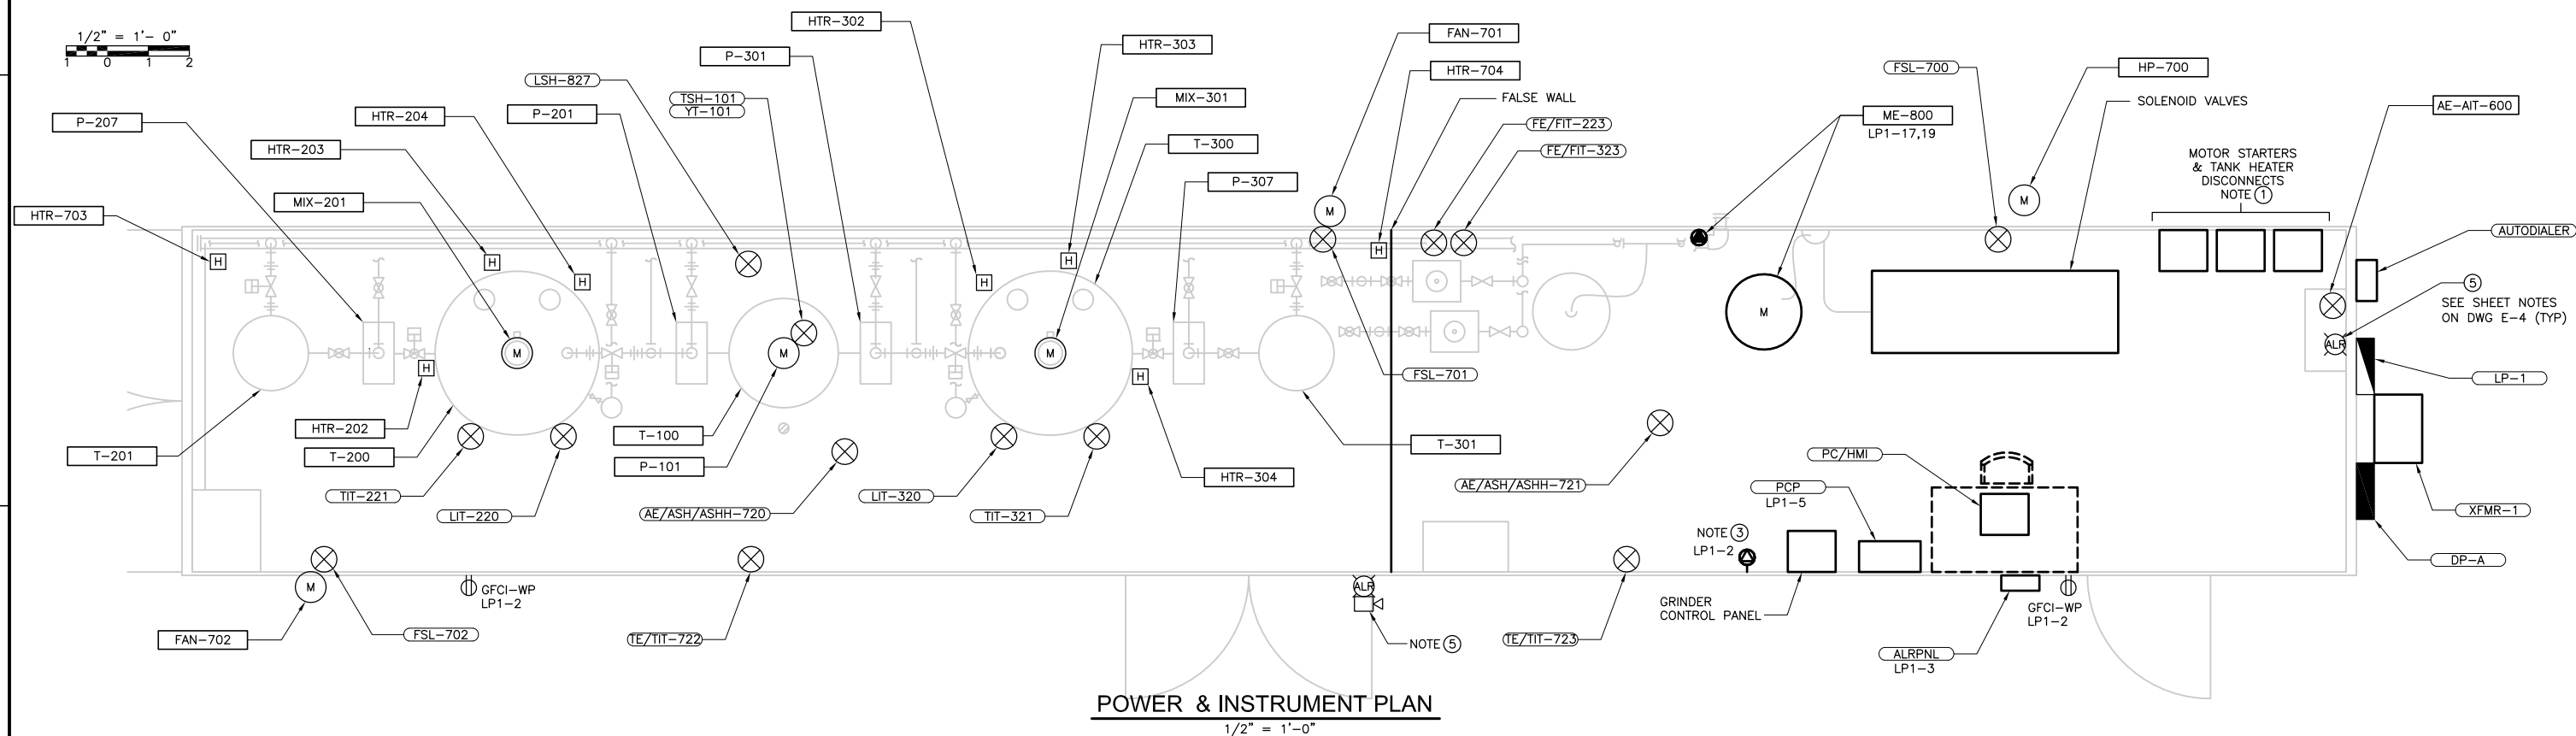 1/2" = 1'- 0"
1 0 1 2
HTR-302
P-301
LSH-827
TSH-101
YT-101
HTR-303
MIX-301
T-300
P-307
FAN-701
HTR-704
FALSE WALL
FE/FIT-223
FE/FIT-323
ME-800
LP1-17,19
FSL-700
HP-700
SOLENOID VALVES
AE-AIT-600
MOTOR STARTERS
& TANK HEATER
DISCONNECTS
NOTE 1
P-207
HTR-204
P-201
HTR-203
MIX-201
HTR-703
M
M
AUTODIALER
5
SEE SHEET NOTES
ON DWG E-4 (TYP)
H
H
H
H
H
H
M
M
M
M
ALR
H
H
FSL-701
LP-1
HTR-202
T-200
T-201
T-100
P-101
T-301
HTR-304
TIT-221
LIT-220
AE/ASH/ASHH-720
LIT-320
TIT-321
AE/ASH/ASHH-721
PC/HMI
PCP
LP1-5
XFMR-1
NOTE 3
LP1-2
DP-A
M
GFCI-WP
LP1-2
ALR
FAN-702
FSL-702
TE/TIT-722
NOTE 5
TE/TIT-723
GRINDER
CONTROL PANEL
GFCI-WP
LP1-2
ALRPNL
LP1-3
POWER & INSTRUMENT PLAN
1/2" = 1'-0"